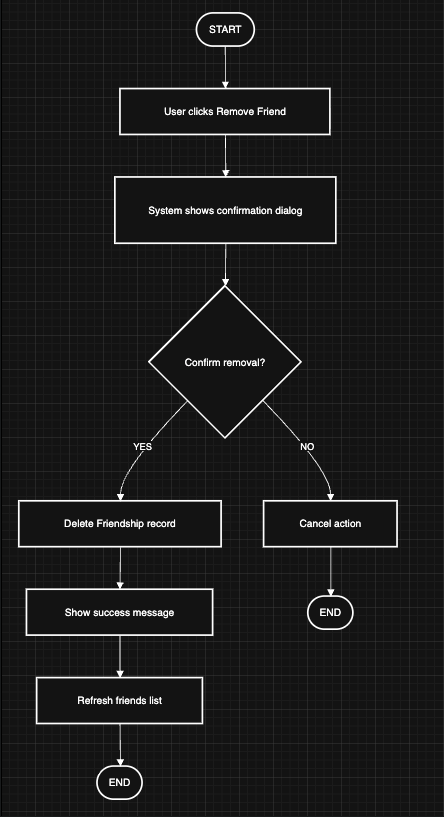 START
User clicks Remove Friend
System shows confirmation dialog
Confirm removal?
YES
NO
Delete Friendship record
Cancel action
Show success message
END
Refresh friends list
END